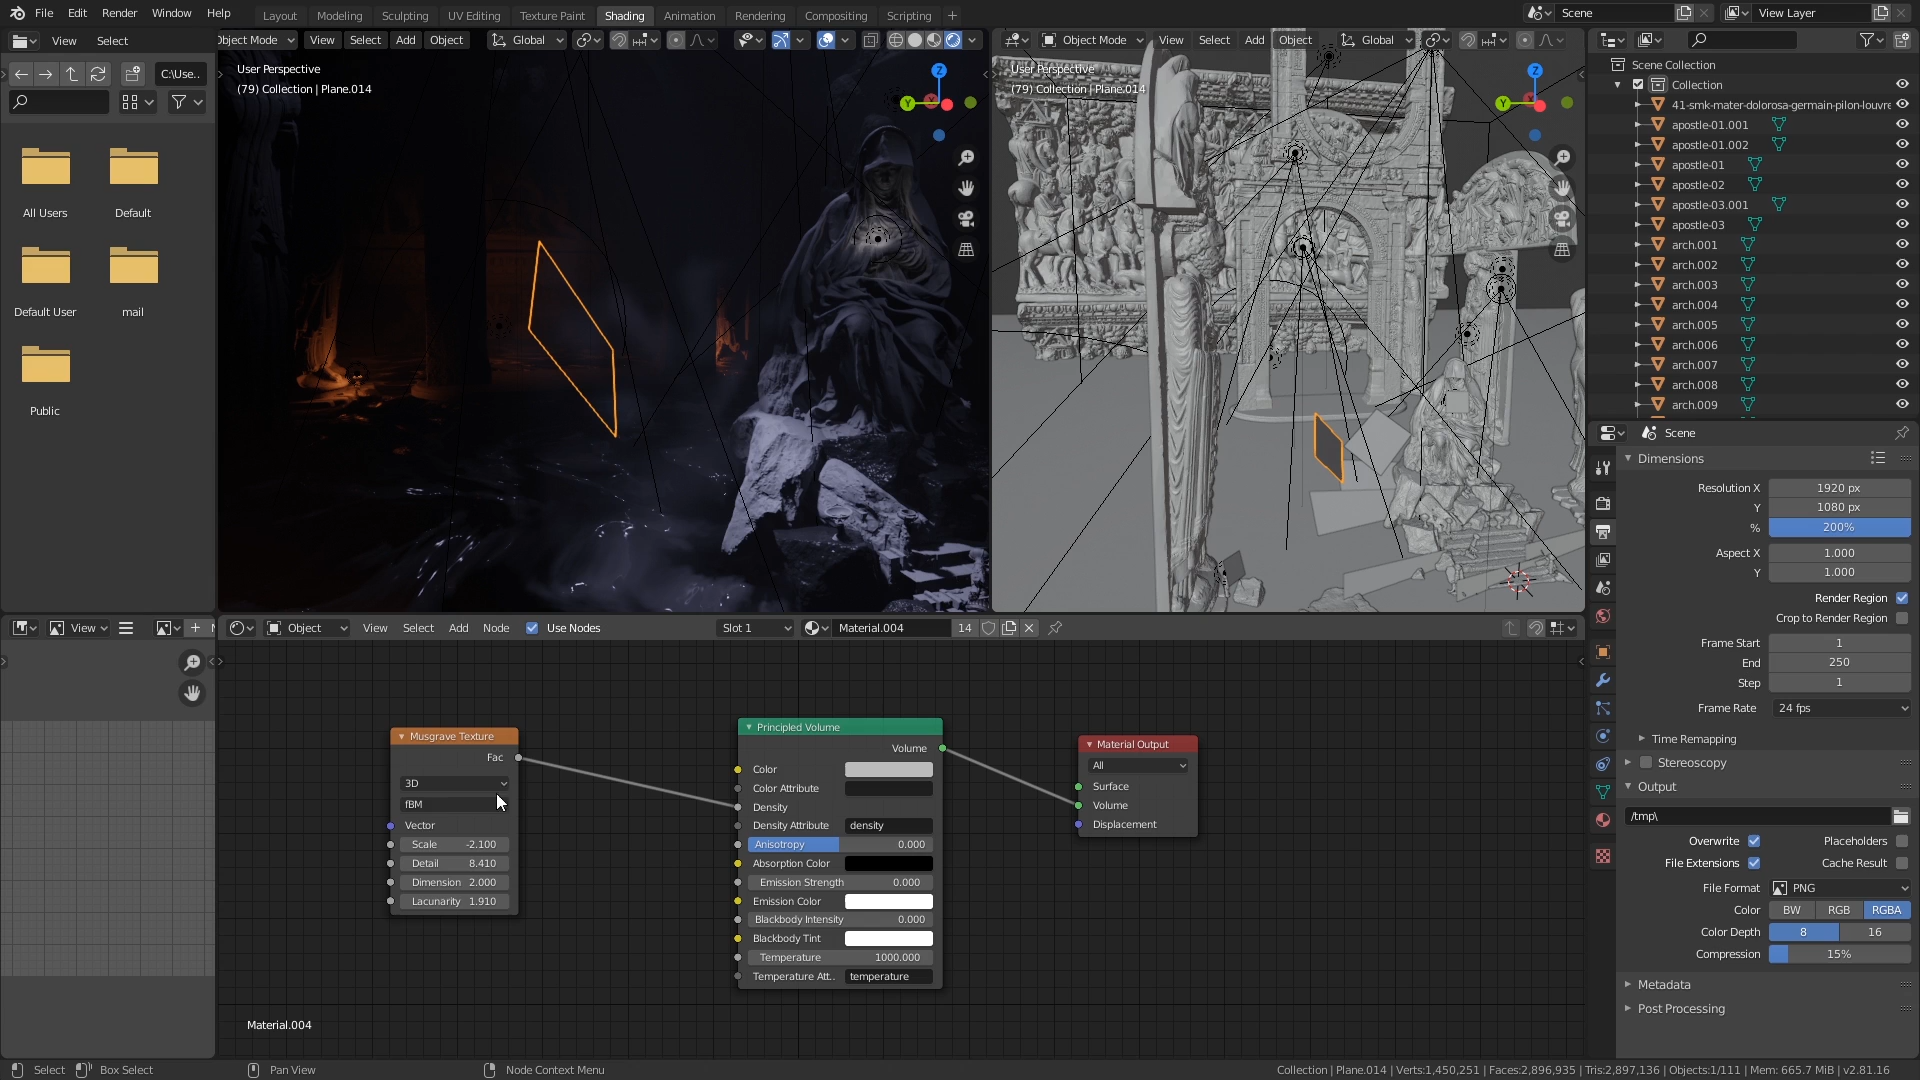 File Edit Render Window Help Layout Modeling Sculpting UV Editing Texture Paint Shading Animation Rendering Compositing Scripting + Scene View Layer
View Select
Object Mode View Select Add Object Global
Object Mode View Select Add Object Global
C:\Use..
All Users
Default
Default User
mail
Public
User Perspective
(79) Collection | Plane.014
Z
Y
User Perspective
(79) Collection | Plane.014
Z
Y
Scene Collection
Collection
41-smk-mater-dolorosa-germain-pilon-louvre
apostle-01.001
apostle-01.002
apostle-01
apostle-02
apostle-03.001
apostle-03
arch.001
arch.002
arch.003
arch.004
arch.005
arch.006
arch.007
arch.008
arch.009
Scene
Dimensions
Resolution X 1920 px
Y 1080 px
% 200%
Aspect X 1.000
Y 1.000
Render Region
Crop to Render Region
Frame Start 1
End 250
Step 1
Frame Rate 24 fps
Time Remapping
Stereoscopy
Output
/tmp\
Overwrite Placeholders
File Extensions Cache Result
File Format PNG
Color BW RGB RGBA
Color Depth 8 16
Compression 15%
Metadata
Post Processing
View
Object View Select Add Node Use Nodes Slot 1 Material.004 14
Musgrave Texture
Fac
3D
fBM
Vector
Scale -2.100
Detail 8.410
Dimension 2.000
Lacunarity 1.910
Principled Volume
Volume
Color
Color Attribute
Density
Density Attribute density
Anisotropy 0.000
Absorption Color
Emission Strength 0.000
Emission Color
Blackbody Intensity 0.000
Blackbody Tint
Temperature 1000.000
Temperature Att.. temperature
Material Output
All
Surface
Volume
Displacement
Material.004
Select Box Select Pan View Node Context Menu Collection | Plane.014 | Verts:1,450,251 | Faces:2,896,935 | Tris:2,897,136 | Objects:1/111 | Mem: 665.7 MiB | v2.81.16